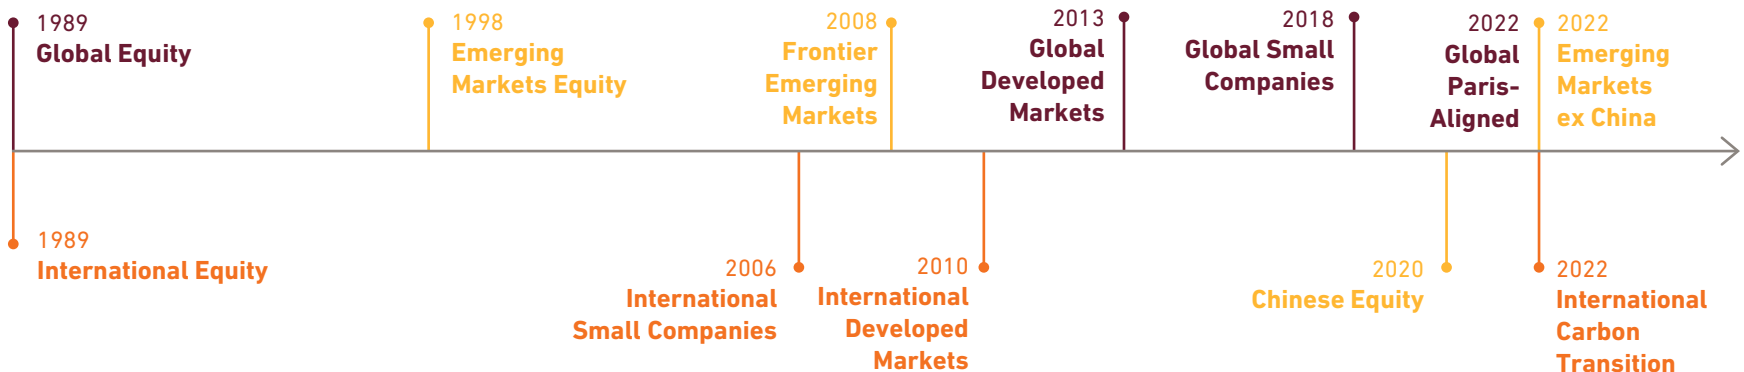 1989
Global Equity
1998
Emerging
Markets Equity
2008
Frontier
Emerging
Markets
2013
Global
Developed
Markets
2018
Global Small
Companies
2022
Global
Paris-
Aligned
2022
Emerging
Markets
ex China
1989
International Equity
2006
International
Small Companies
2010
International
Developed
Markets
2020
Chinese Equity
2022
International
Carbon
Transition